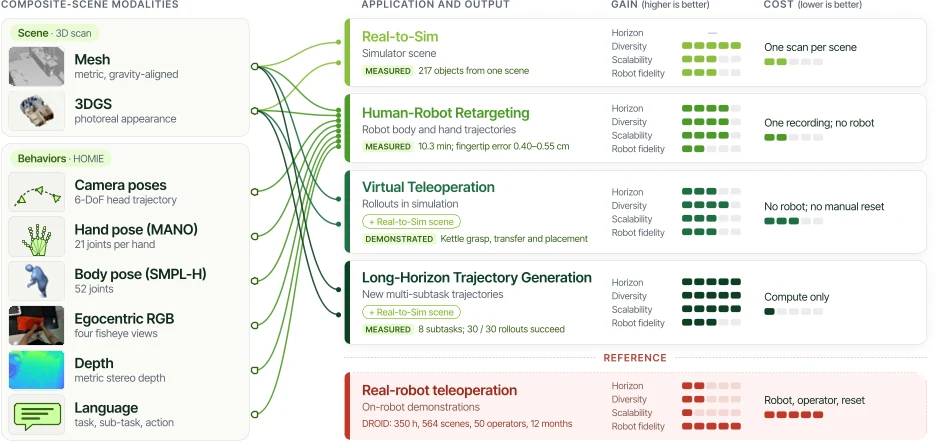 COMPOSITE-SCENE MODALITIES
Scene · 3D scan
Mesh
metric, gravity-aligned
3DGS
photoreal appearance
Behaviors · HOMIE
Camera poses
6-DoF head trajectory
Hand pose (MANO)
21 joints per hand
Body pose (SMPL-H)
52 joints
Egocentric RGB
four fisheye views
Depth
metric stereo depth
Language
task, sub-task, action
APPLICATION AND OUTPUT
GAIN (higher is better)
COST (lower is better)
Real-to-Sim
Simulator scene
MEASURED 217 objects from one scene
Horizon —
Diversity
Scalability
Robot fidelity
One scan per scene
Human-Robot Retargeting
Robot body and hand trajectories
MEASURED 10.3 min; fingertip error 0.40–0.55 cm
Horizon
Diversity
Scalability
Robot fidelity
One recording; no robot
Virtual Teleoperation
Rollouts in simulation
+ Real-to-Sim scene
DEMONSTRATED Kettle grasp, transfer and placement
Horizon
Diversity
Scalability
Robot fidelity
No robot; no manual reset
Long-Horizon Trajectory Generation
New multi-subtask trajectories
+ Real-to-Sim scene
MEASURED 8 subtasks; 30 / 30 rollouts succeed
Horizon
Diversity
Scalability
Robot fidelity
Compute only
REFERENCE
Real-robot teleoperation
On-robot demonstrations
DROID: 350 h, 564 scenes, 50 operators, 12 months
Horizon
Diversity
Scalability
Robot fidelity
Robot, operator, reset